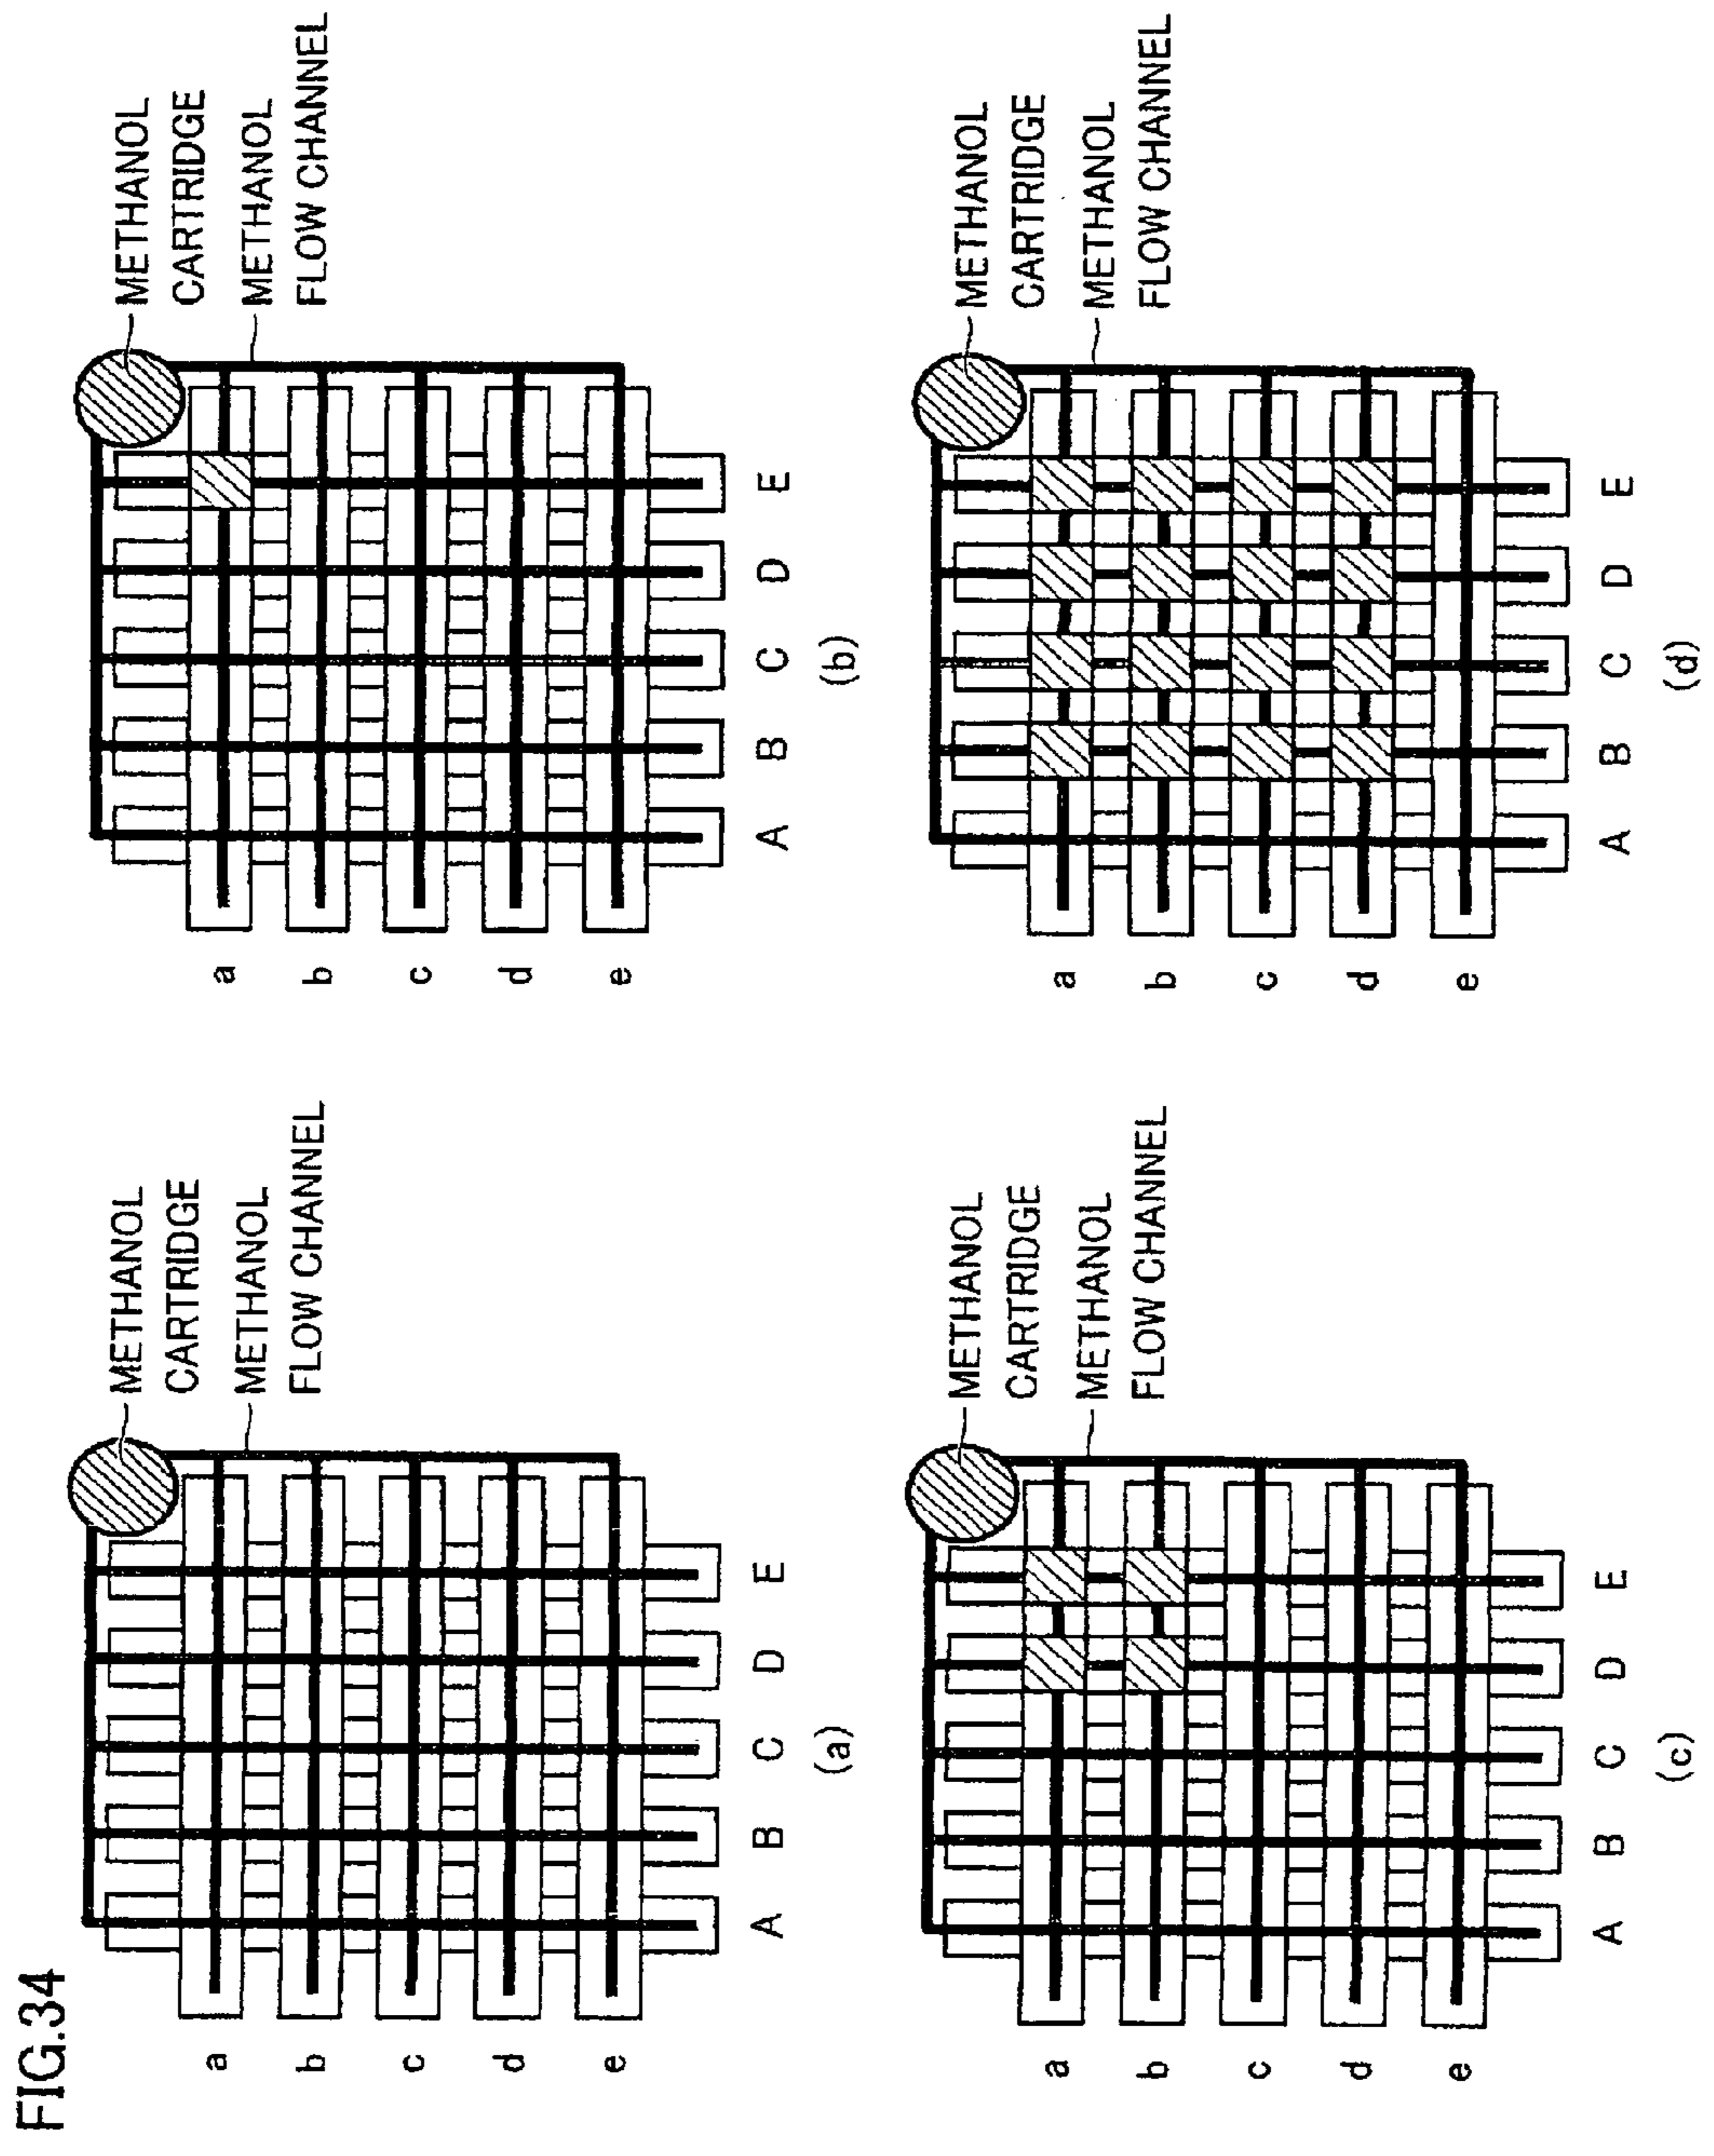 FIG.34
METHANOL
CARTRIDGE
METHANOL
FLOW CHANNEL
a
b
c
d
e
A B C D E
(a)
METHANOL
CARTRIDGE
METHANOL
FLOW CHANNEL
a
b
c
d
e
A B C D E
(b)
METHANOL
CARTRIDGE
METHANOL
FLOW CHANNEL
a
b
c
d
e
A B C D E
(c)
METHANOL
CARTRIDGE
METHANOL
FLOW CHANNEL
a
b
c
d
e
A B C D E
(d)